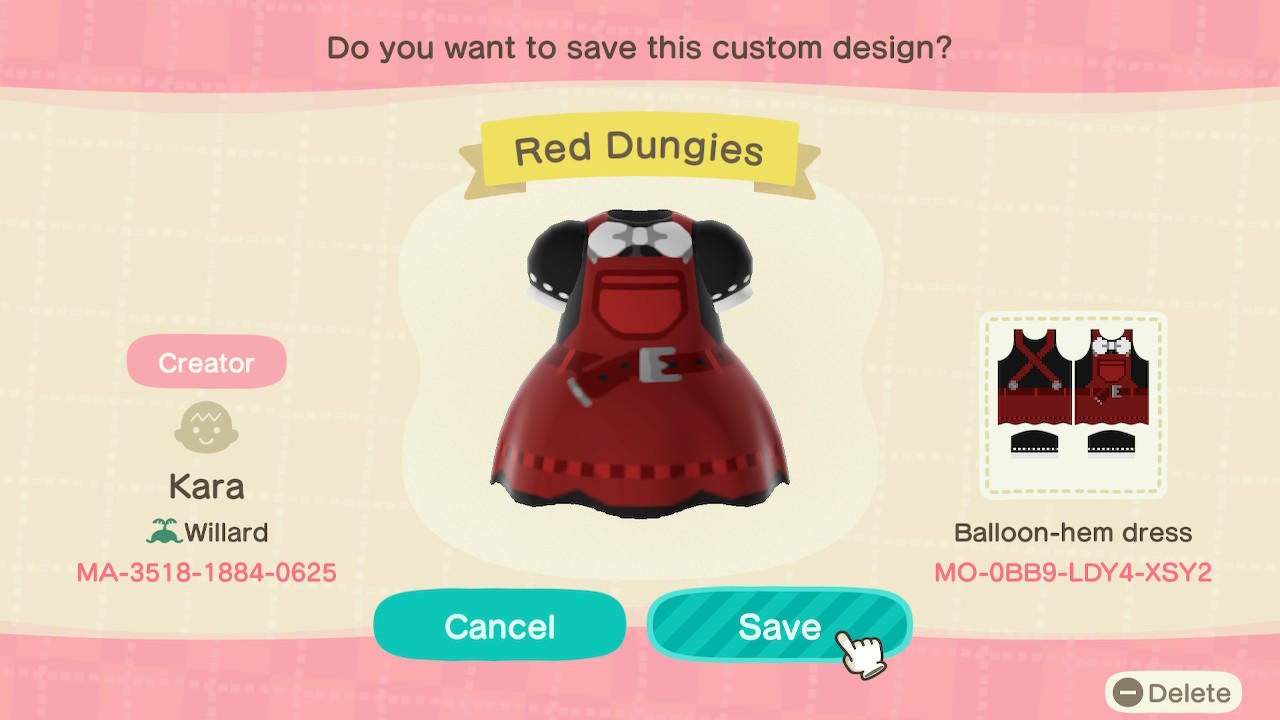 Do you want to save this custom design?
Red Dungies
Creator
Kara
Willard
MA-3518-1884-0625
Balloon-hem dress
MO-0BB9-LDY4-XSY2
Cancel
Save
Delete